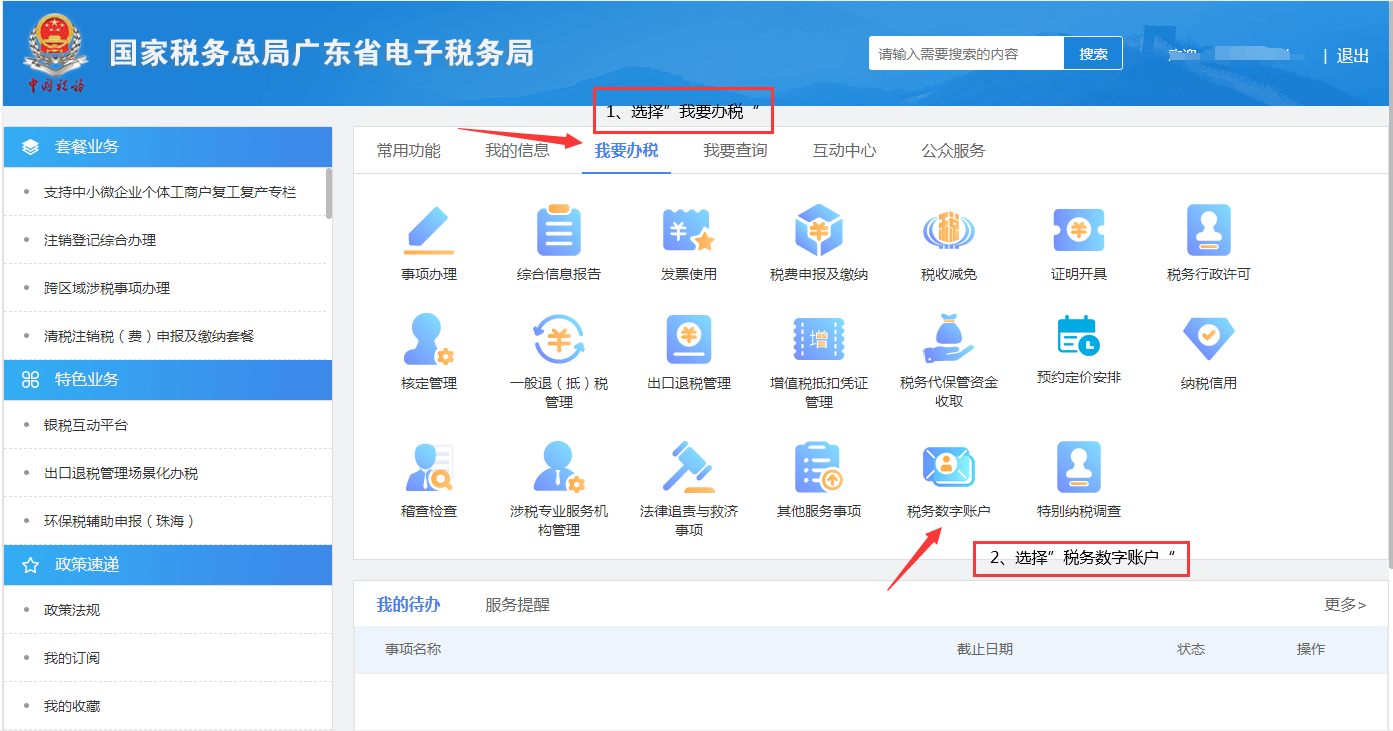 国家税务总局广东省电子税务局
中国税务
请输入需要搜索的内容
搜索
| 退出
1、选择”我要办税“
套餐业务
支持中小微企业个体工商户复工复产专栏
注销登记综合办理
跨区域涉税事项办理
清税注销税（费）申报及缴纳套餐
特色业务
银税互动平台
出口退税管理场景化办税
环保税辅助申报（珠海）
政策速递
政策法规
我的订阅
我的收藏
常用功能 我的信息 我要办税 我要查询 互动中心 公众服务
事项办理 综合信息报告 发票使用 税费申报及缴纳 税收减免 证明开具 税务行政许可
税
增
核定管理 一般退（抵）税 出口退税管理 增值税抵扣凭证 税务代保管资金 预约定价安排 纳税信用
管理 管理 收取
稽查检查 涉税专业服务机 法律追责与救济 其他服务事项 税务数字账户 特别纳税调查
构管理 事项
2、选择”税务数字账户“
我的待办 服务提醒 更多>
事项名称 截止日期 状态 操作